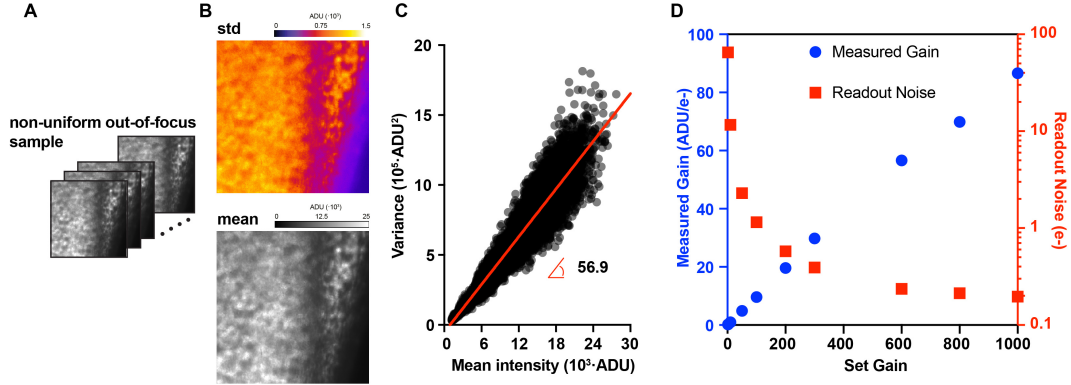 A
non-uniform out-of-focus
sample
B
ADU (·10³)
std
0
0.75
1.5
ADU (·10³)
mean
0
12.5
25
C
20
15
10
5
0
Variance (10⁵·ADU²)
56.9
0
6
12
18
24
30
Mean intensity (10³·ADU)
D
100
80
60
40
20
0
Measured Gain (ADU/e-)
Measured Gain
Readout Noise
100
10
1
0.1
Readout Noise (e-)
0
200
400
600
800
1000
Set Gain